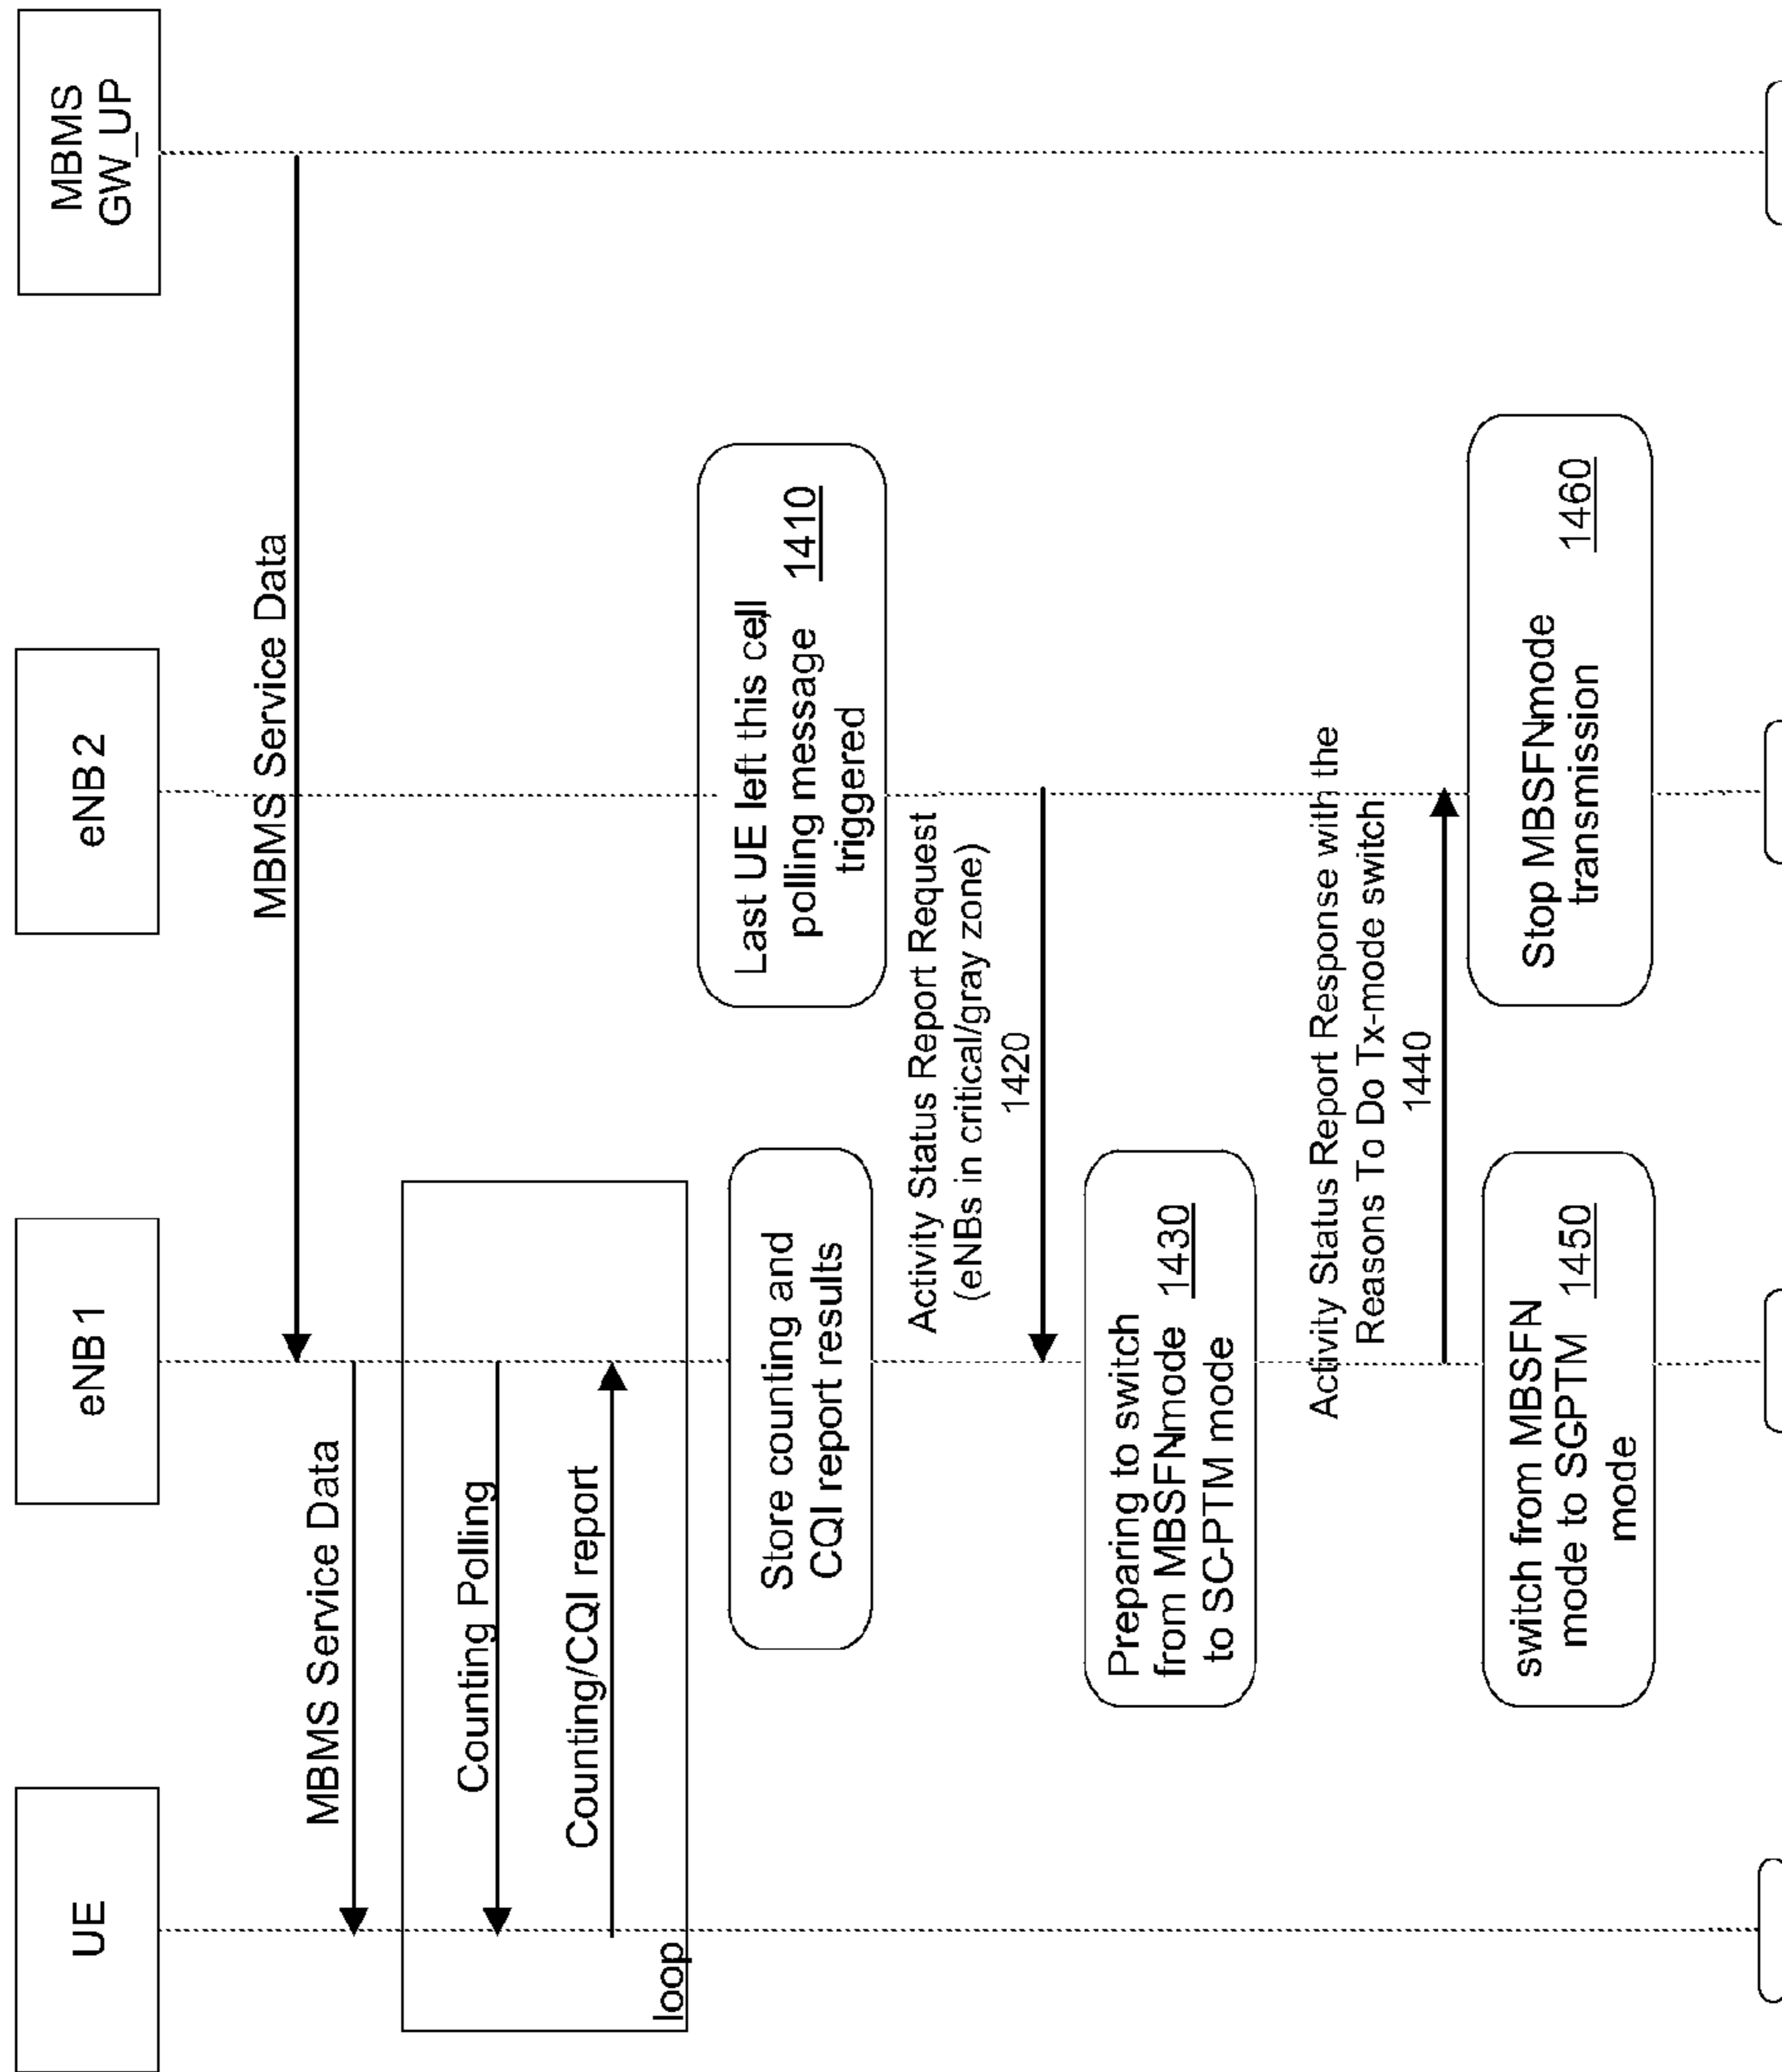 UE
eNB1
eNB2
MBMS
GW_UP
MBMS Service Data
MBMS Service Data
Counting Polling
Counting/CQI report
loop
Store counting and
CQI report results
Last UE left this cell
polling message 1410
triggered
Activity Status Report Request
(eNBs in critical/gray zone)
1420
Preparing to switch
from MBSFNmode 1430
to SC-PTM mode
Activity Status Report Response with the
Reasons To Do Tx-mode switch
1440
switch from MBSFN
mode to SGPTM 1450
mode
Stop MBSFNmode
transmission 1460